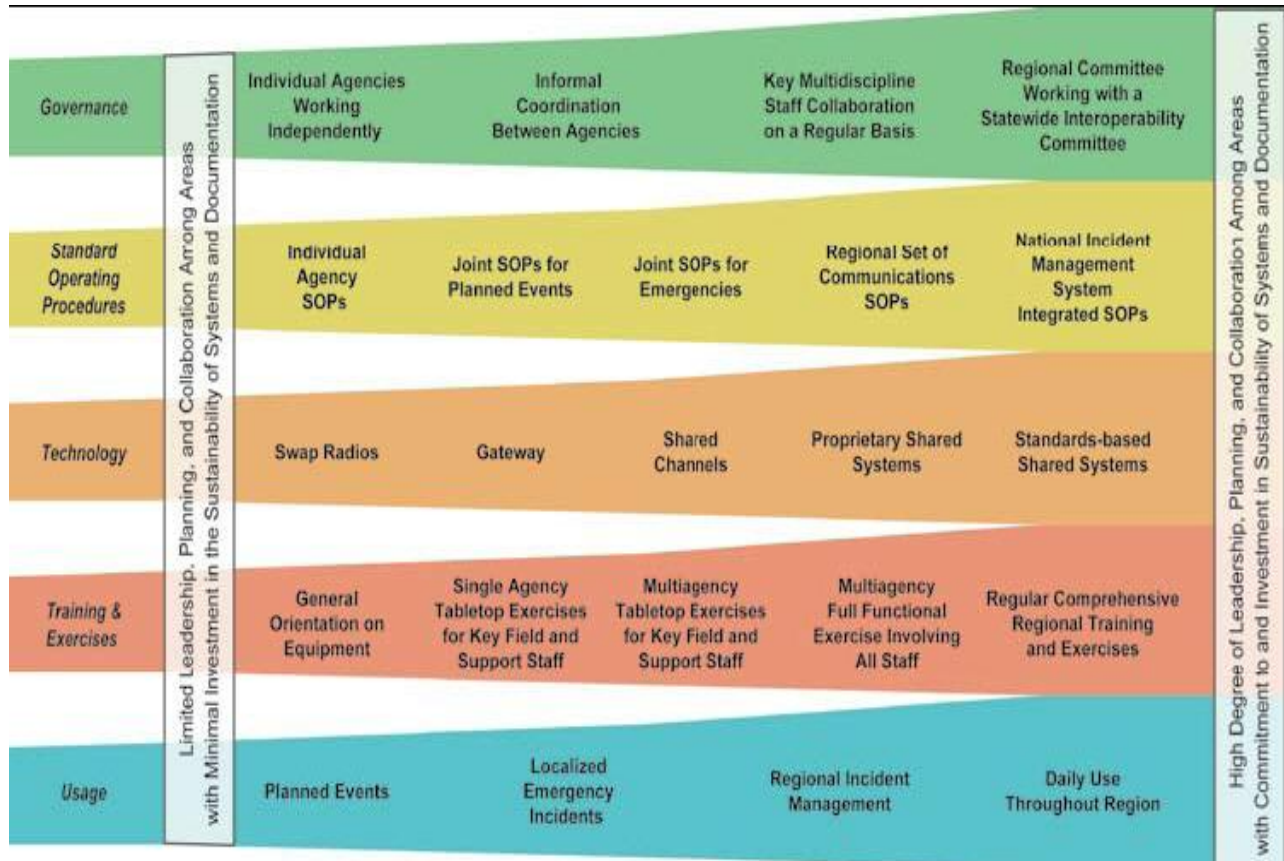 Governance
Limited Leadership, Planning, and Collaboration Among Areas
with Minimal Investment in the Sustainability of Systems and Documentation
Individual Agencies
Working
Independently
Informal
Coordination
Between Agencies
Key Multidiscipline
Staff Collaboration
on a Regular Basis
Regional Committee
Working with a
Statewide Interoperability
Committee
High Degree of Leadership, Planning, and Collaboration Among Areas
with Commitment to and Investment in Sustainability of Systems and Documentation
Standard
Operating
Procedures
Individual
Agency
SOPs
Joint SOPs for
Planned Events
Joint SOPs for
Emergencies
Regional Set of
Communications
SOPs
National Incident
Management
System
Integrated SOPs
Technology
Swap Radios
Gateway
Shared
Channels
Proprietary Shared
Systems
Standards-based
Shared Systems
Training &
Exercises
General
Orientation on
Equipment
Single Agency
Tabletop Exercises
for Key Field and
Support Staff
Multiagency
Tabletop Exercises
for Key Field and
Support Staff
Multiagency
Full Functional
Exercise Involving
All Staff
Regular Comprehensive
Regional Training
and Exercises
Usage
Planned Events
Localized
Emergency
Incidents
Regional Incident
Management
Daily Use
Throughout Region